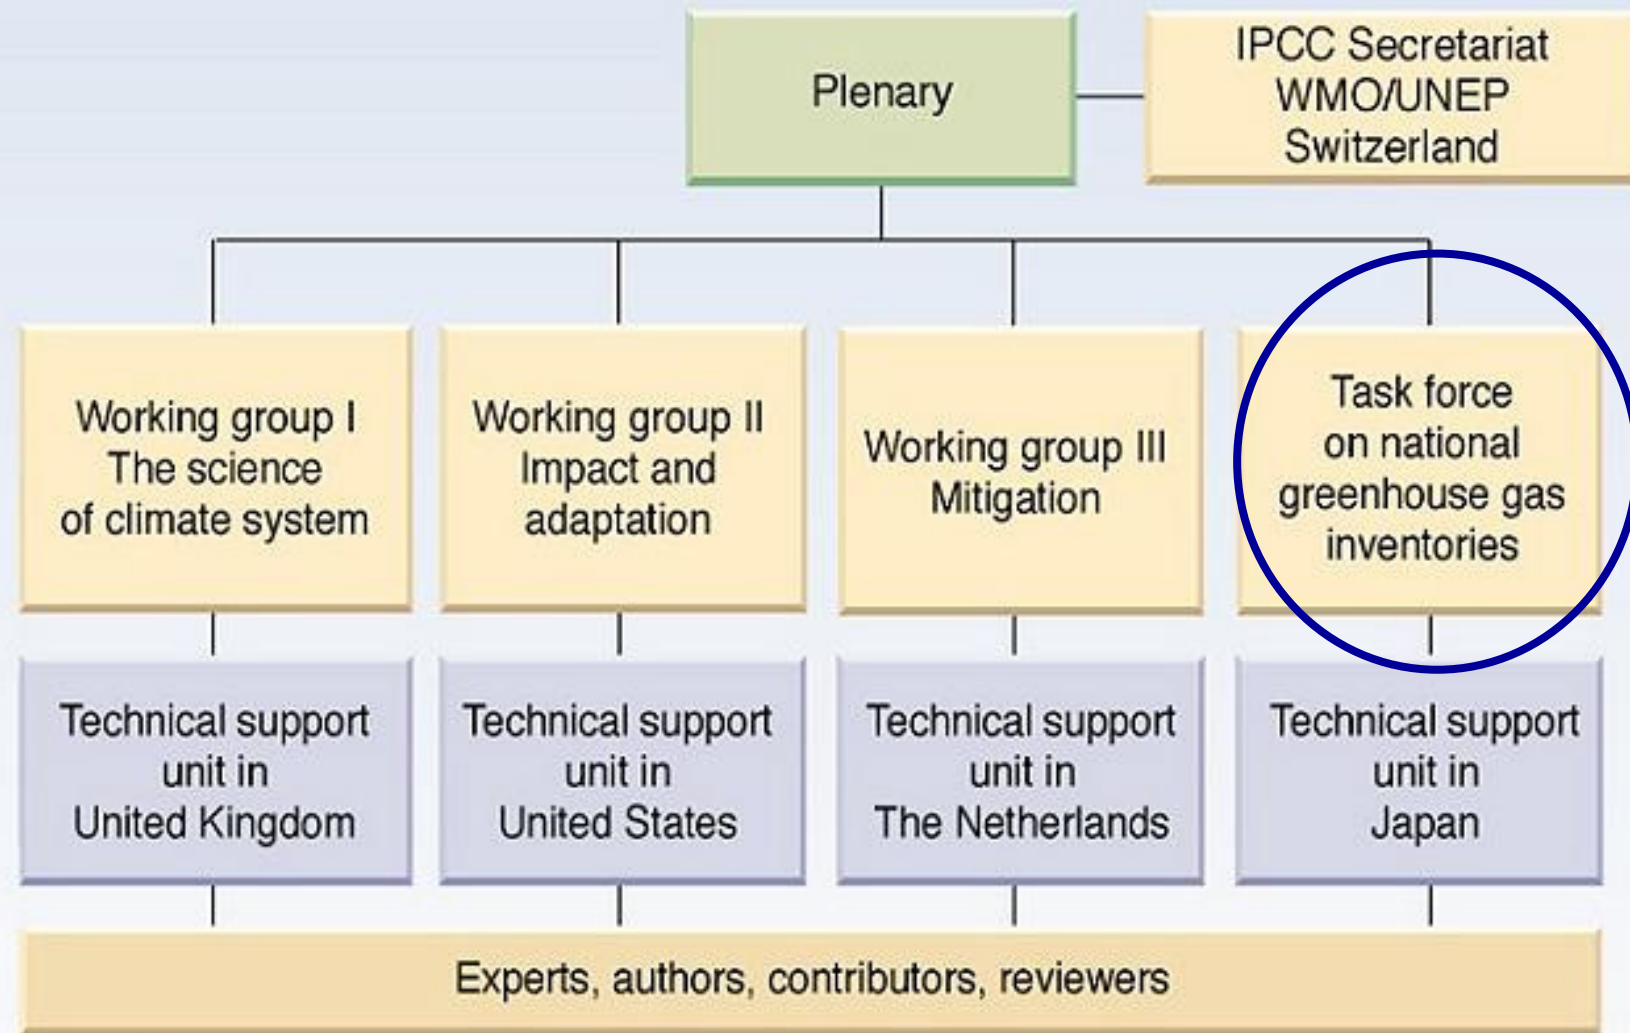 Plenary
IPCC Secretariat
WMO/UNEP
Switzerland
Working group I
The science
of climate system
Working group II
Impact and
adaptation
Working group III
Mitigation
Task force
on national
greenhouse gas
inventories
Technical support
unit in
United Kingdom
Technical support
unit in
United States
Technical support
unit in
The Netherlands
Technical support
unit in
Japan
Experts, authors, contributors, reviewers